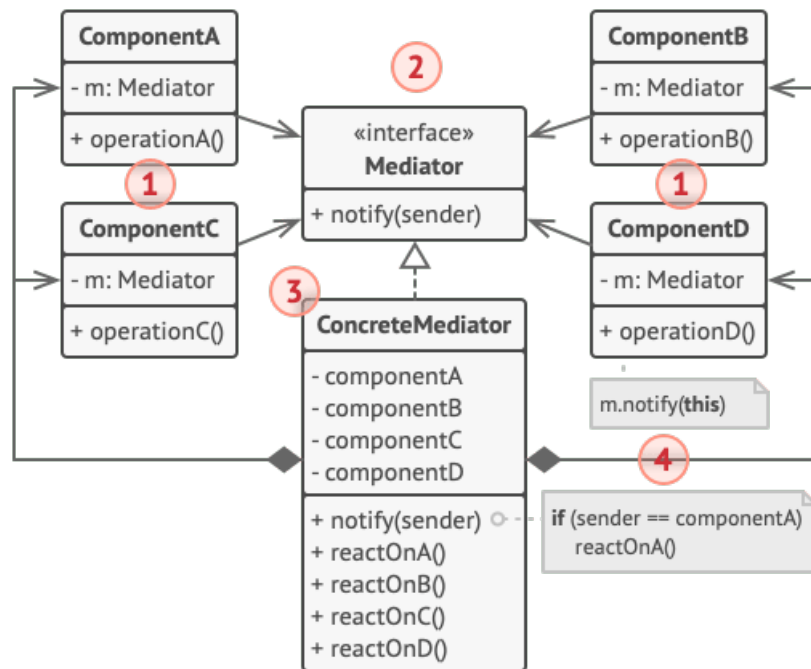 ComponentA
- m: Mediator
+ operationA()
1
ComponentC
- m: Mediator
+ operationC()
2
«interface»
Mediator
+ notify(sender)
ComponentB
- m: Mediator
+ operationB()
1
ComponentD
- m: Mediator
+ operationD()
m.notify(this)
3
ConcreteMediator
- componentA
- componentB
- componentC
- componentD
+ notify(sender)
+ reactOnA()
+ reactOnB()
+ reactOnC()
+ reactOnD()
4
if (sender == componentA)
reactOnA()